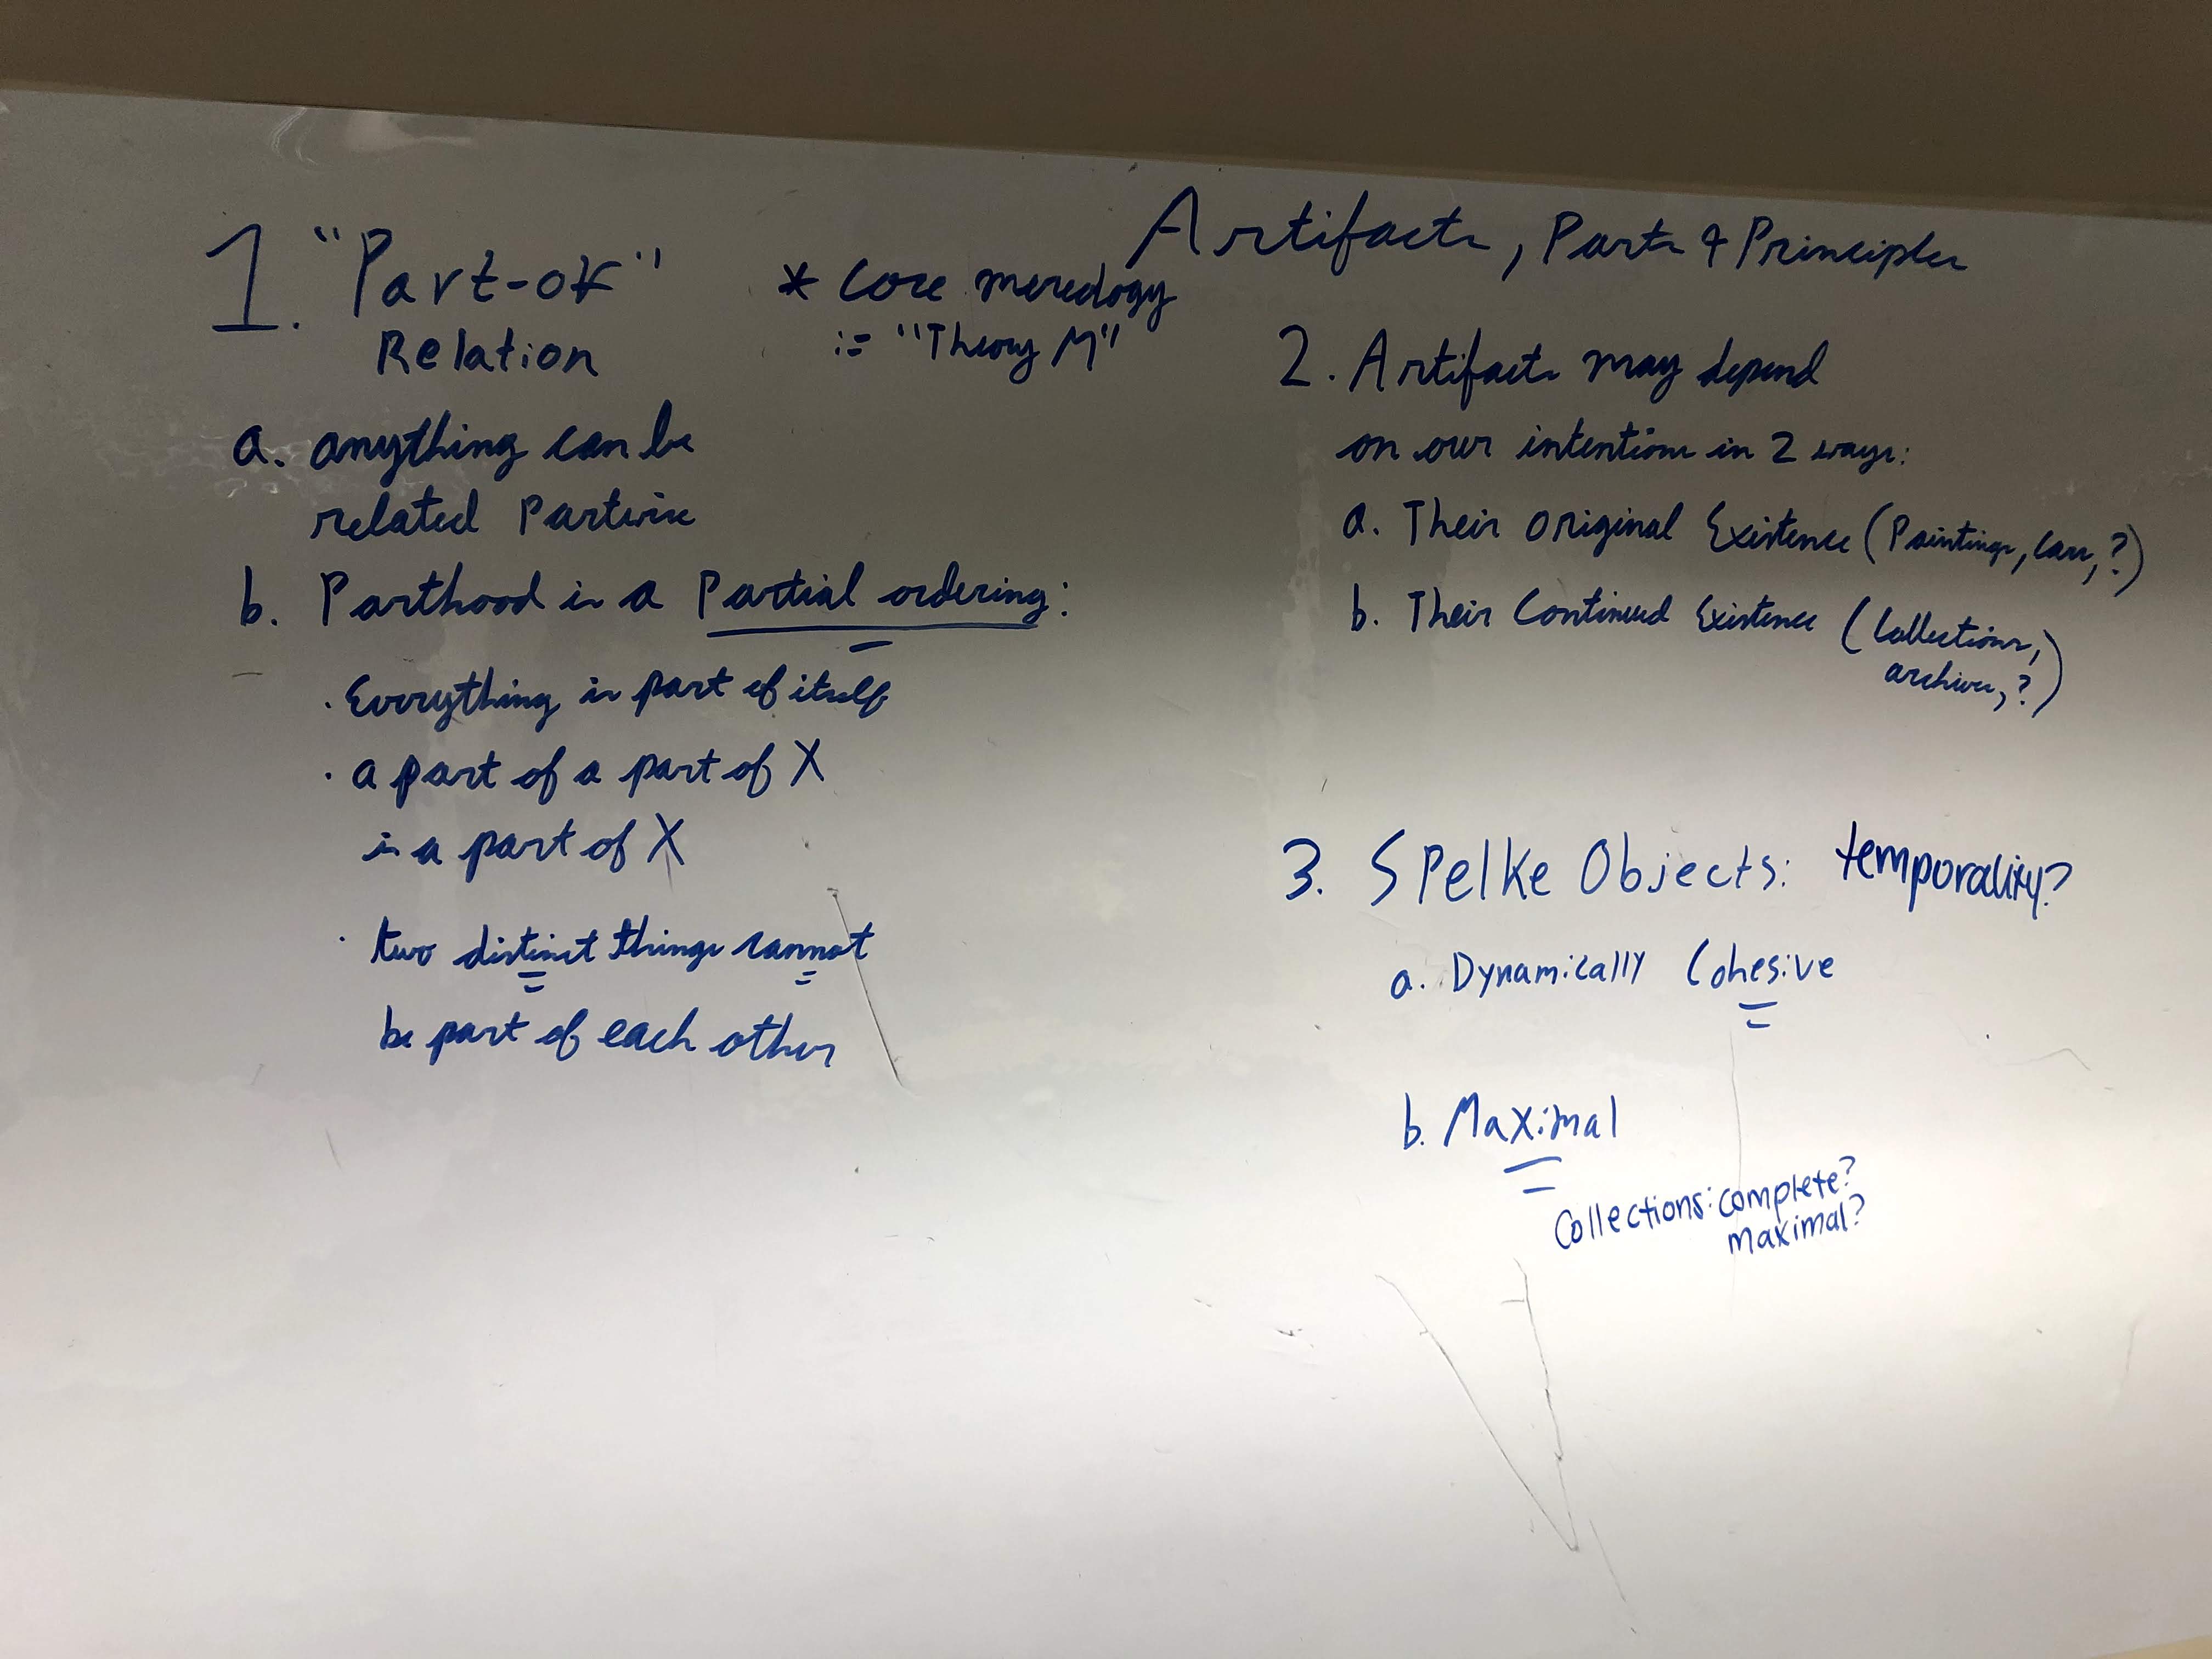 Artifacts, Parts & Principles
1. "Part-of"
Relation
* Core meredogy
:= "Theory M"
a. anything can be
related Partwise
b. Parthood is a Partial ordering:
· Everything is part of itself
· a part of a part of X
is a part of X
· two distinct things cannot
be part of each other
2. Artifacts may depend
on our intentions in 2 ways:
a. Their original Existence (Paintings, cars, ?)
b. Their Continued Existence (Collections,
archives, ?)
3. Spelke Objects: temporality?
a. Dynamically Cohesive
b. Maximal
Collections: complete?
maximal?